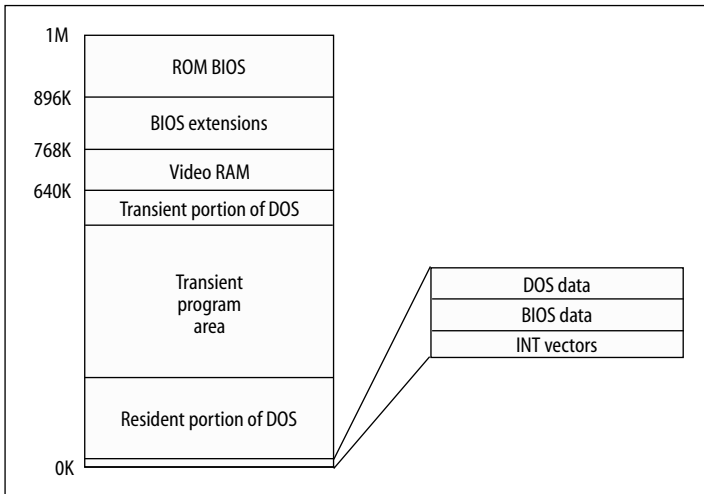 1M
ROM BIOS
896K
BIOS extensions
768K
Video RAM
640K
Transient portion of DOS
Transient
program
area
Resident portion of DOS
0K
DOS data
BIOS data
INT vectors